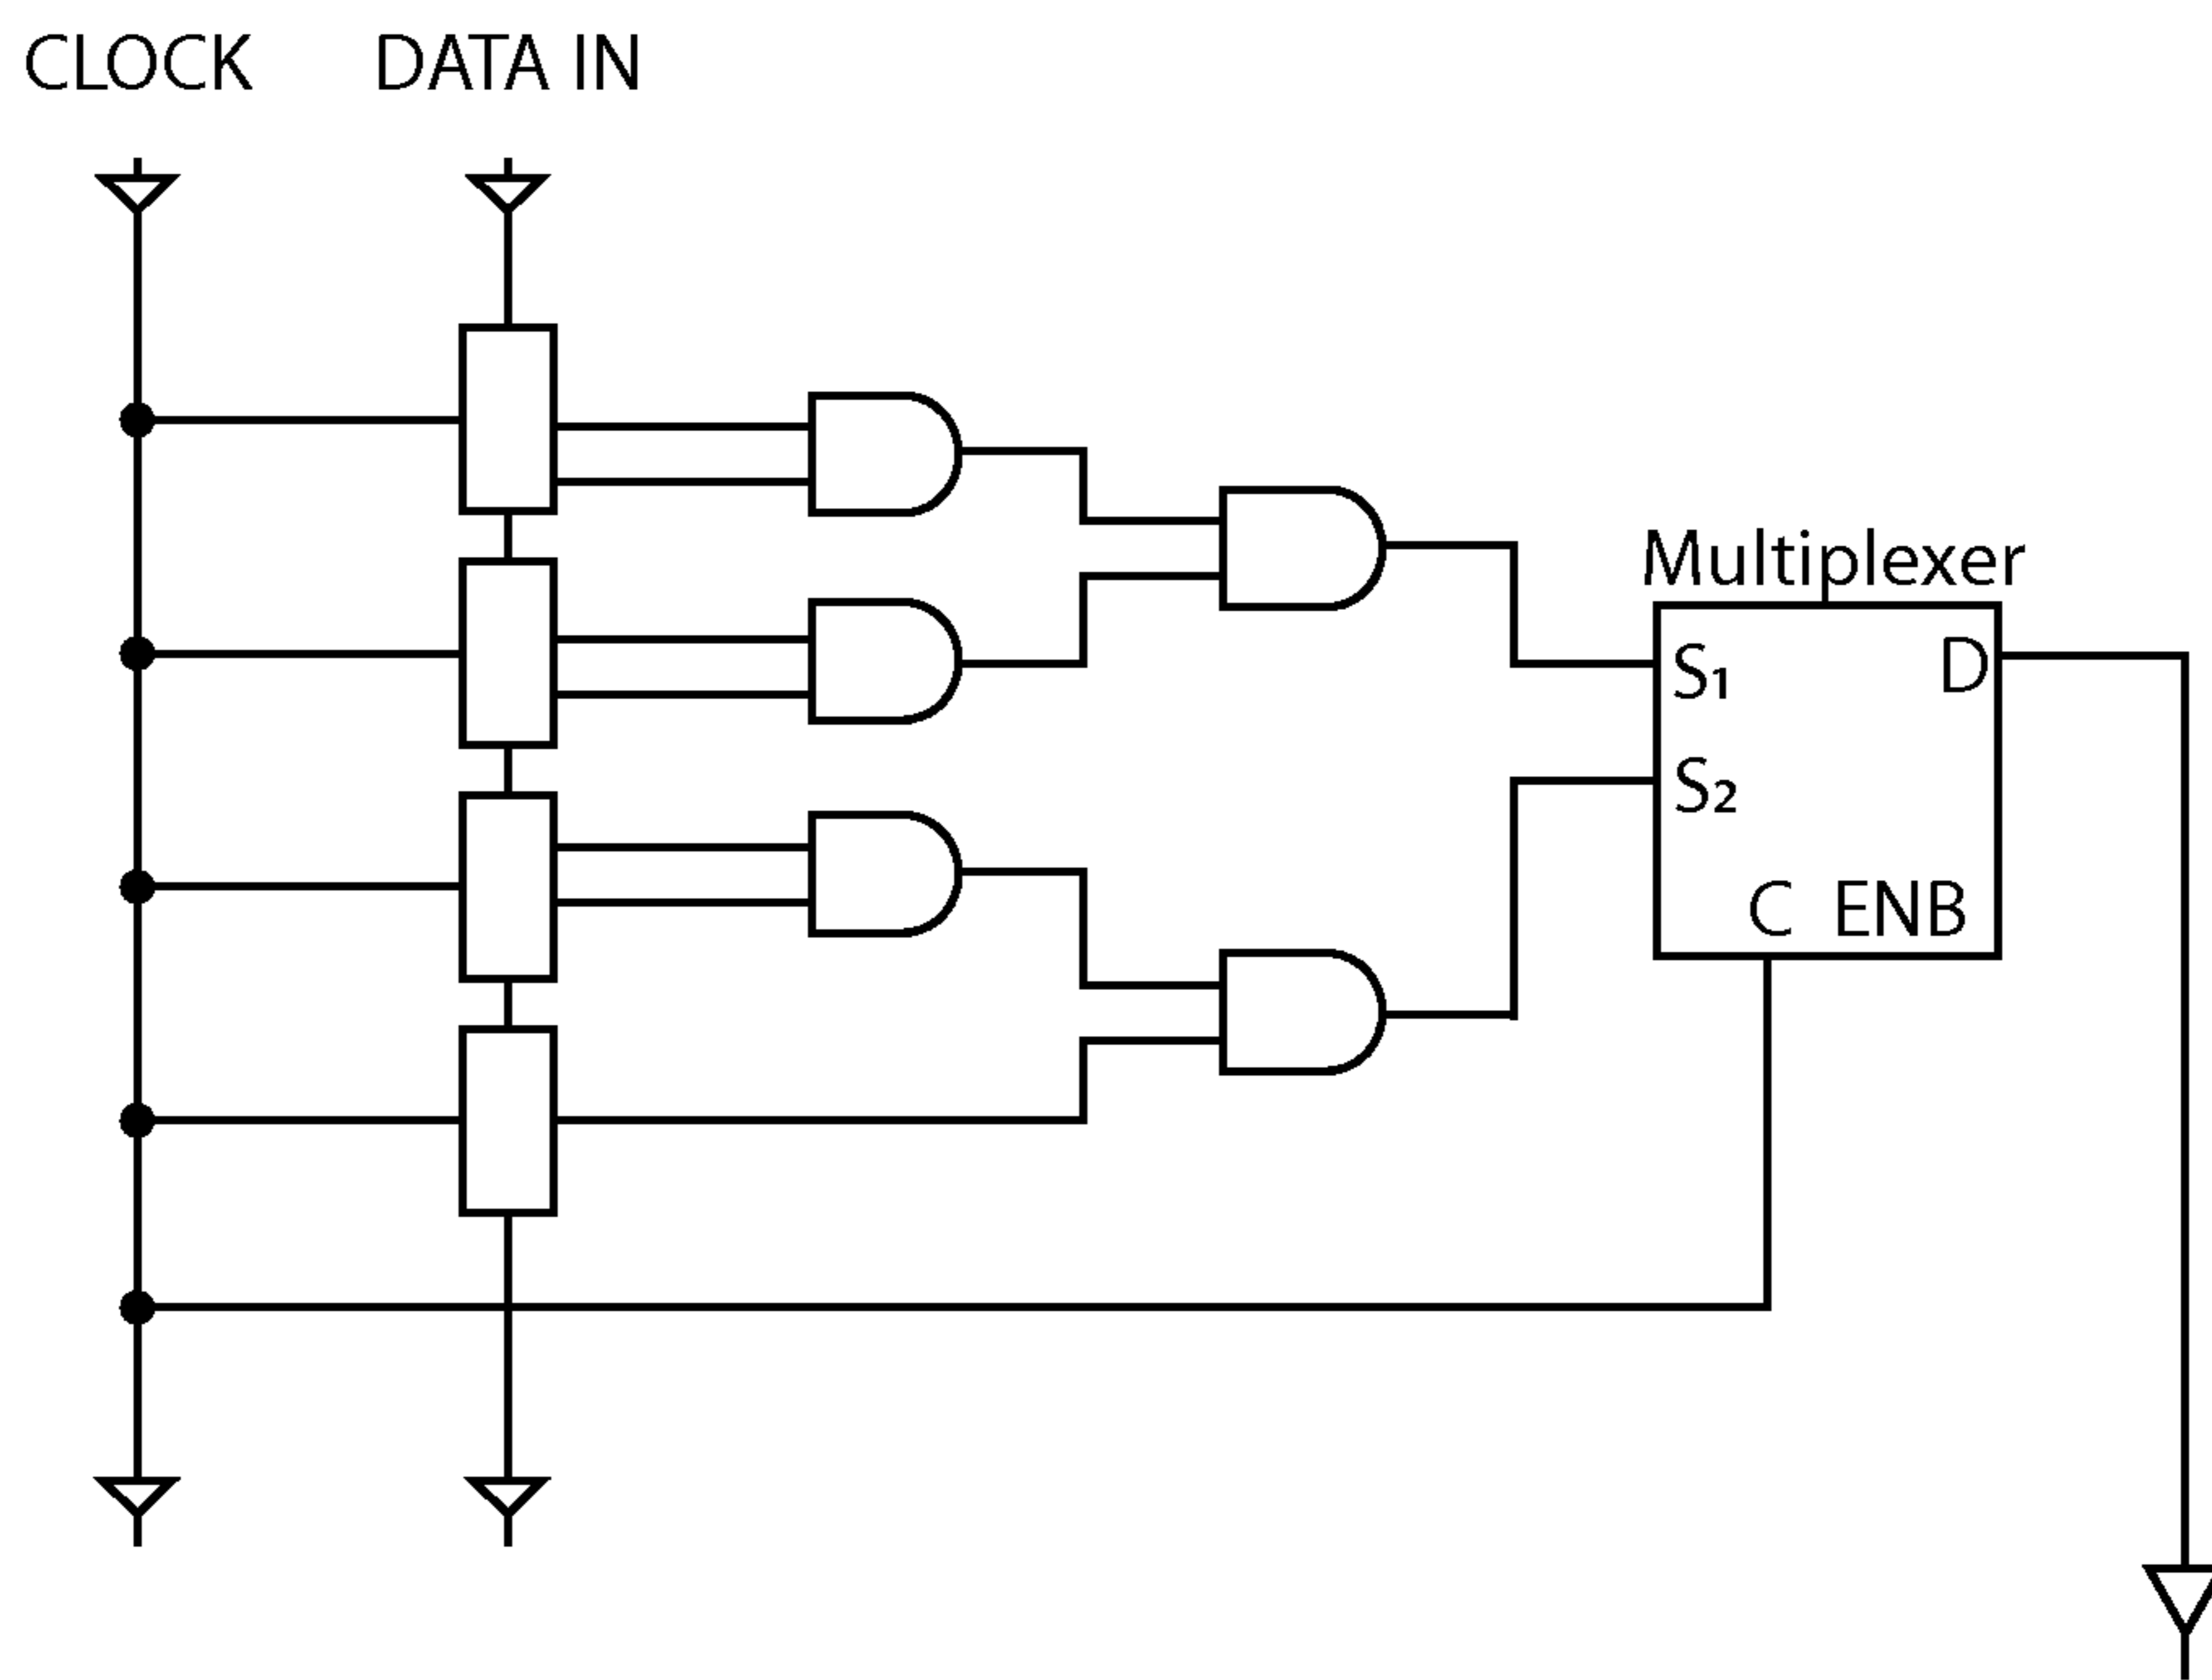 CLOCK DATA IN
Multiplexer
S₁ D
S₂
C ENB